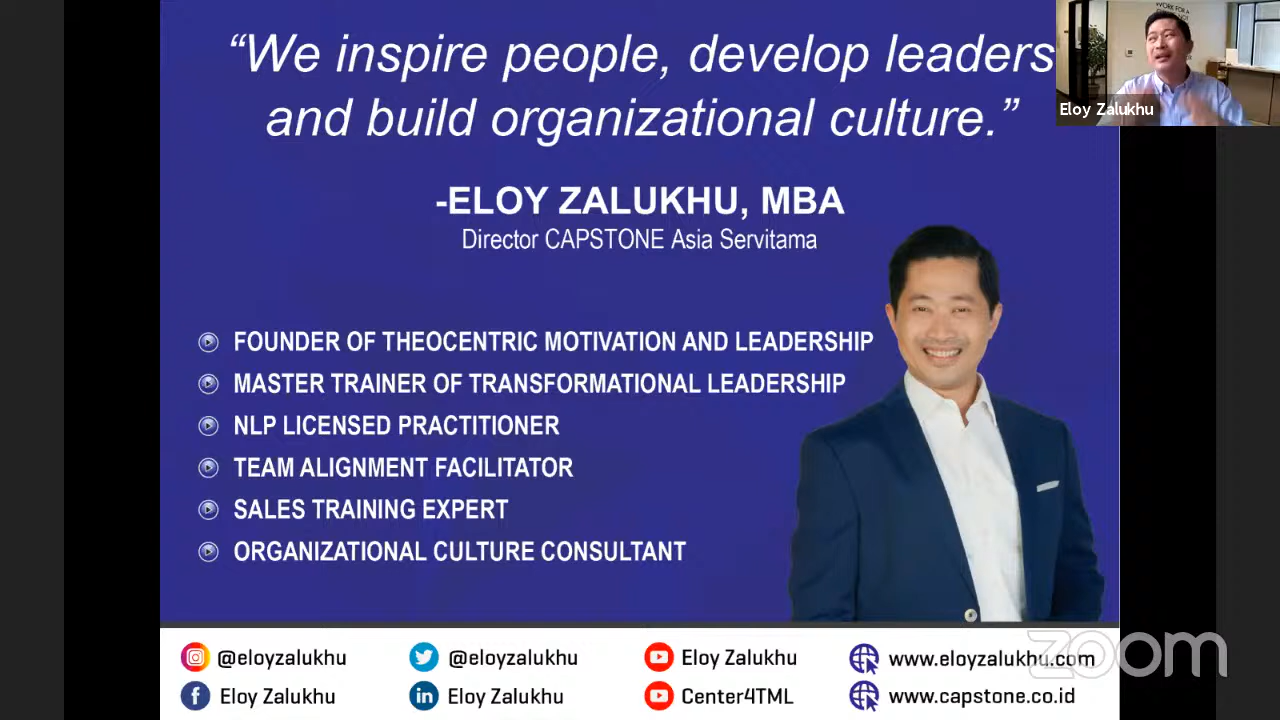 “We inspire people, develop leaders
and build organizational culture.”
-ELOY ZALUKHU, MBA
Director CAPSTONE Asia Servitama
FOUNDER OF THEOCENTRIC MOTIVATION AND LEADERSHIP
MASTER TRAINER OF TRANSFORMATIONAL LEADERSHIP
NLP LICENSED PRACTITIONER
TEAM ALIGNMENT FACILITATOR
SALES TRAINING EXPERT
ORGANIZATIONAL CULTURE CONSULTANT
@eloyzalukhu @eloyzalukhu Eloy Zalukhu www.eloyzalukhu.com
Eloy Zalukhu Eloy Zalukhu Center4TML www.capstone.co.id
WORK FOR A
Eloy Zalukhu
zoom